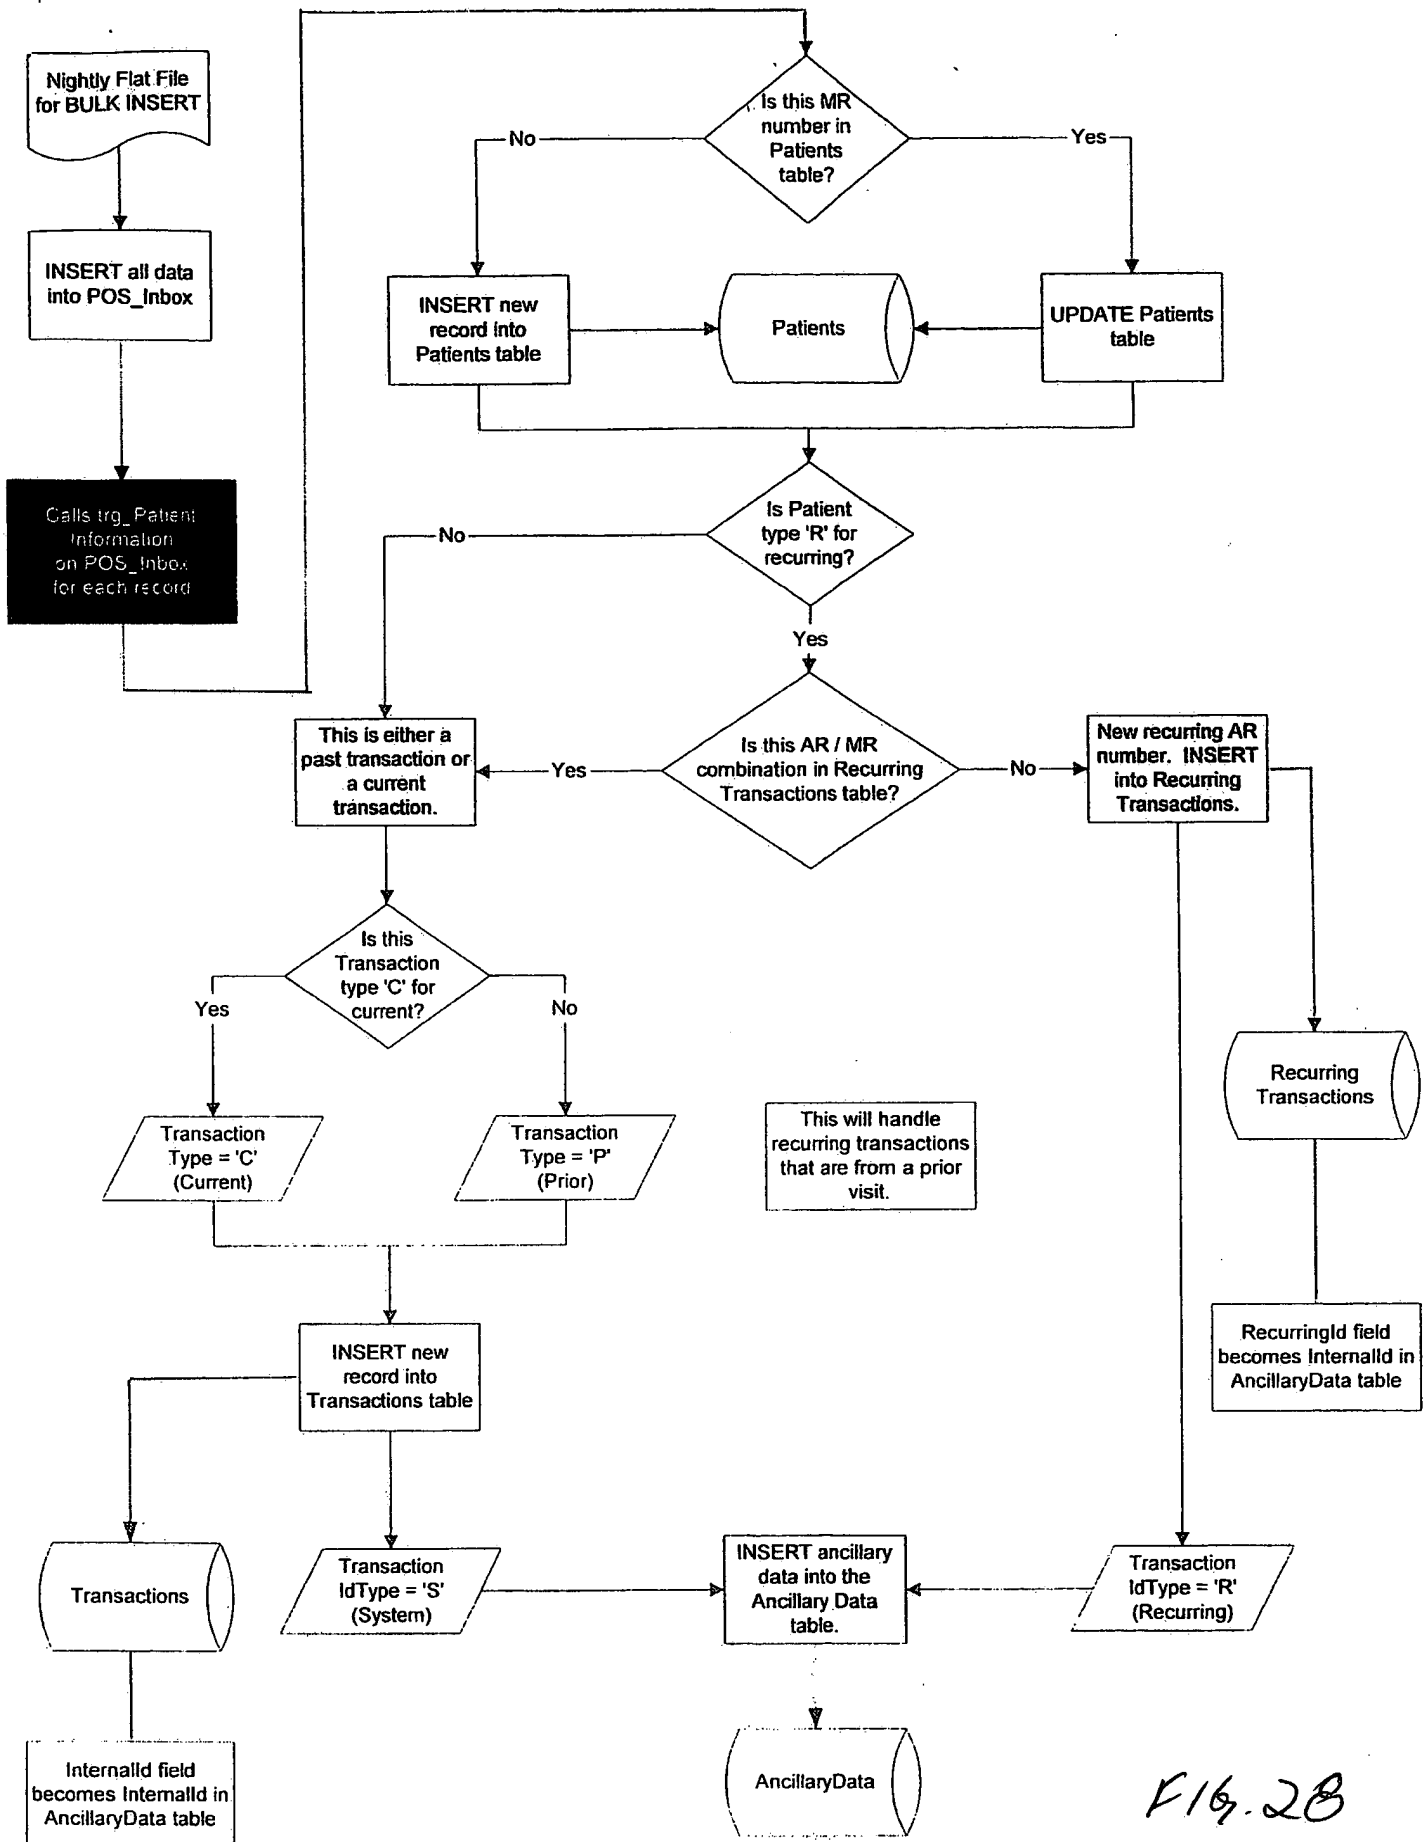 Nightly Flat File
for BULK INSERT
INSERT all data
into POS_Inbox
Calls trg_Patient
Information
on POS_Inbox
for each record
Is this MR
number in
Patients
table?
No
Yes
INSERT new
record into
Patients table
Patients
UPDATE Patients
table
Is Patient
type 'R' for
recurring?
No
Yes
This is either a
past transaction or
a current
transaction.
Yes
Is this AR / MR
combination in Recurring
Transactions table?
No
New recurring AR
number. INSERT
into Recurring
Transactions.
Is this
Transaction
type 'C' for
current?
Yes
No
Recurring
Transactions
Transaction
Type = 'C'
(Current)
Transaction
Type = 'P'
(Prior)
This will handle
recurring transactions
that are from a prior
visit.
INSERT new
record into
Transactions table
RecurringId field
becomes InternalId in
AncillaryData table
Transactions
Transaction
IdType = 'S'
(System)
INSERT ancillary
data into the
Ancillary Data
table.
Transaction
IdType = 'R'
(Recurring)
InternalId field
becomes InternalId in
AncillaryData table
AncillaryData
FIG. 28